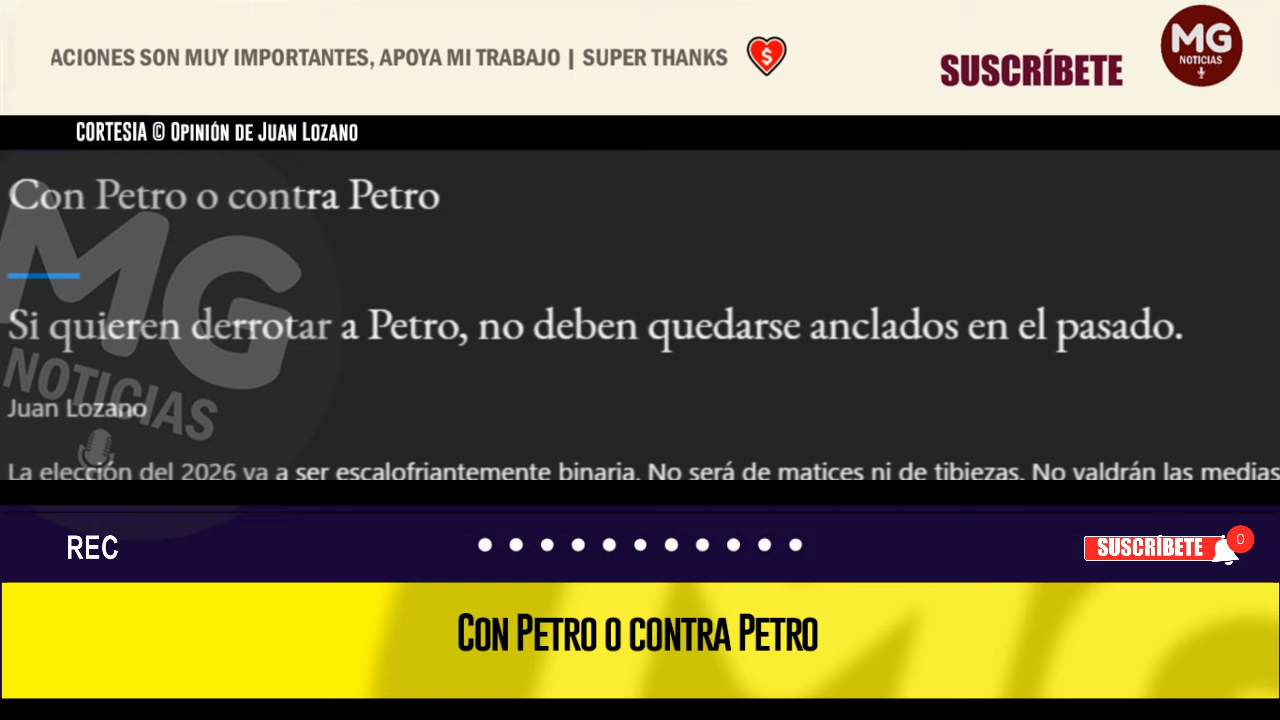 ACIONES SON MUY IMPORTANTES, APOYA MI TRABAJO | SUPER THANKS
SUSCRÍBETE
MG
NOTICIAS
CORTESIA © OPINIÓN DE JUAN LOZANO
Con Petro o contra Petro
Si quieren derrotar a Petro, no deben quedarse anclados en el pasado.
MG
NOTICIAS
Juan Lozano
La elección del 2026 va a ser escalofriantemente binaria. No será de matices ni de tibiezas. No valdrán las medias
REC
SUSCRÍBETE
0
CON PETRO O CONTRA PETRO